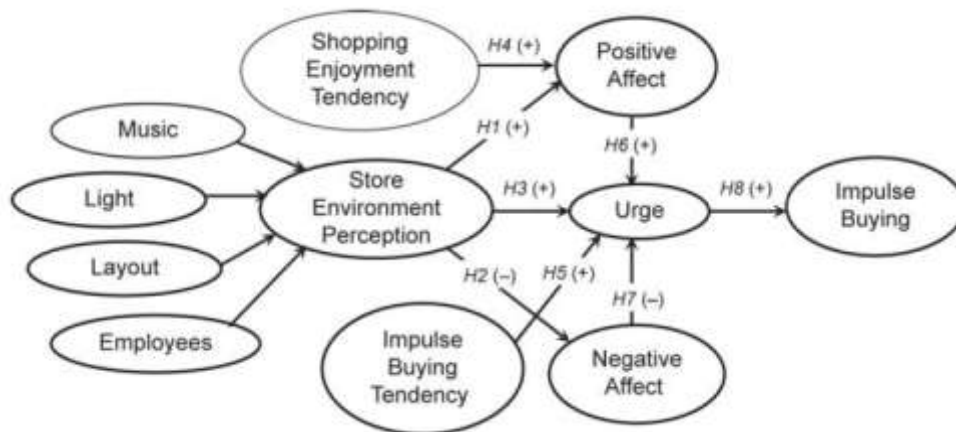 Shopping
Enjoyment
Tendency
H4 (+)
Positive
Affect
Music
H1 (+)
H6 (+)
Light
Store
Environment
Perception
H3 (+)
Urge
H8 (+)
Impulse
Buying
Layout
H2 (–)
H5 (+)
H7 (–)
Employees
Impulse
Buying
Tendency
Negative
Affect